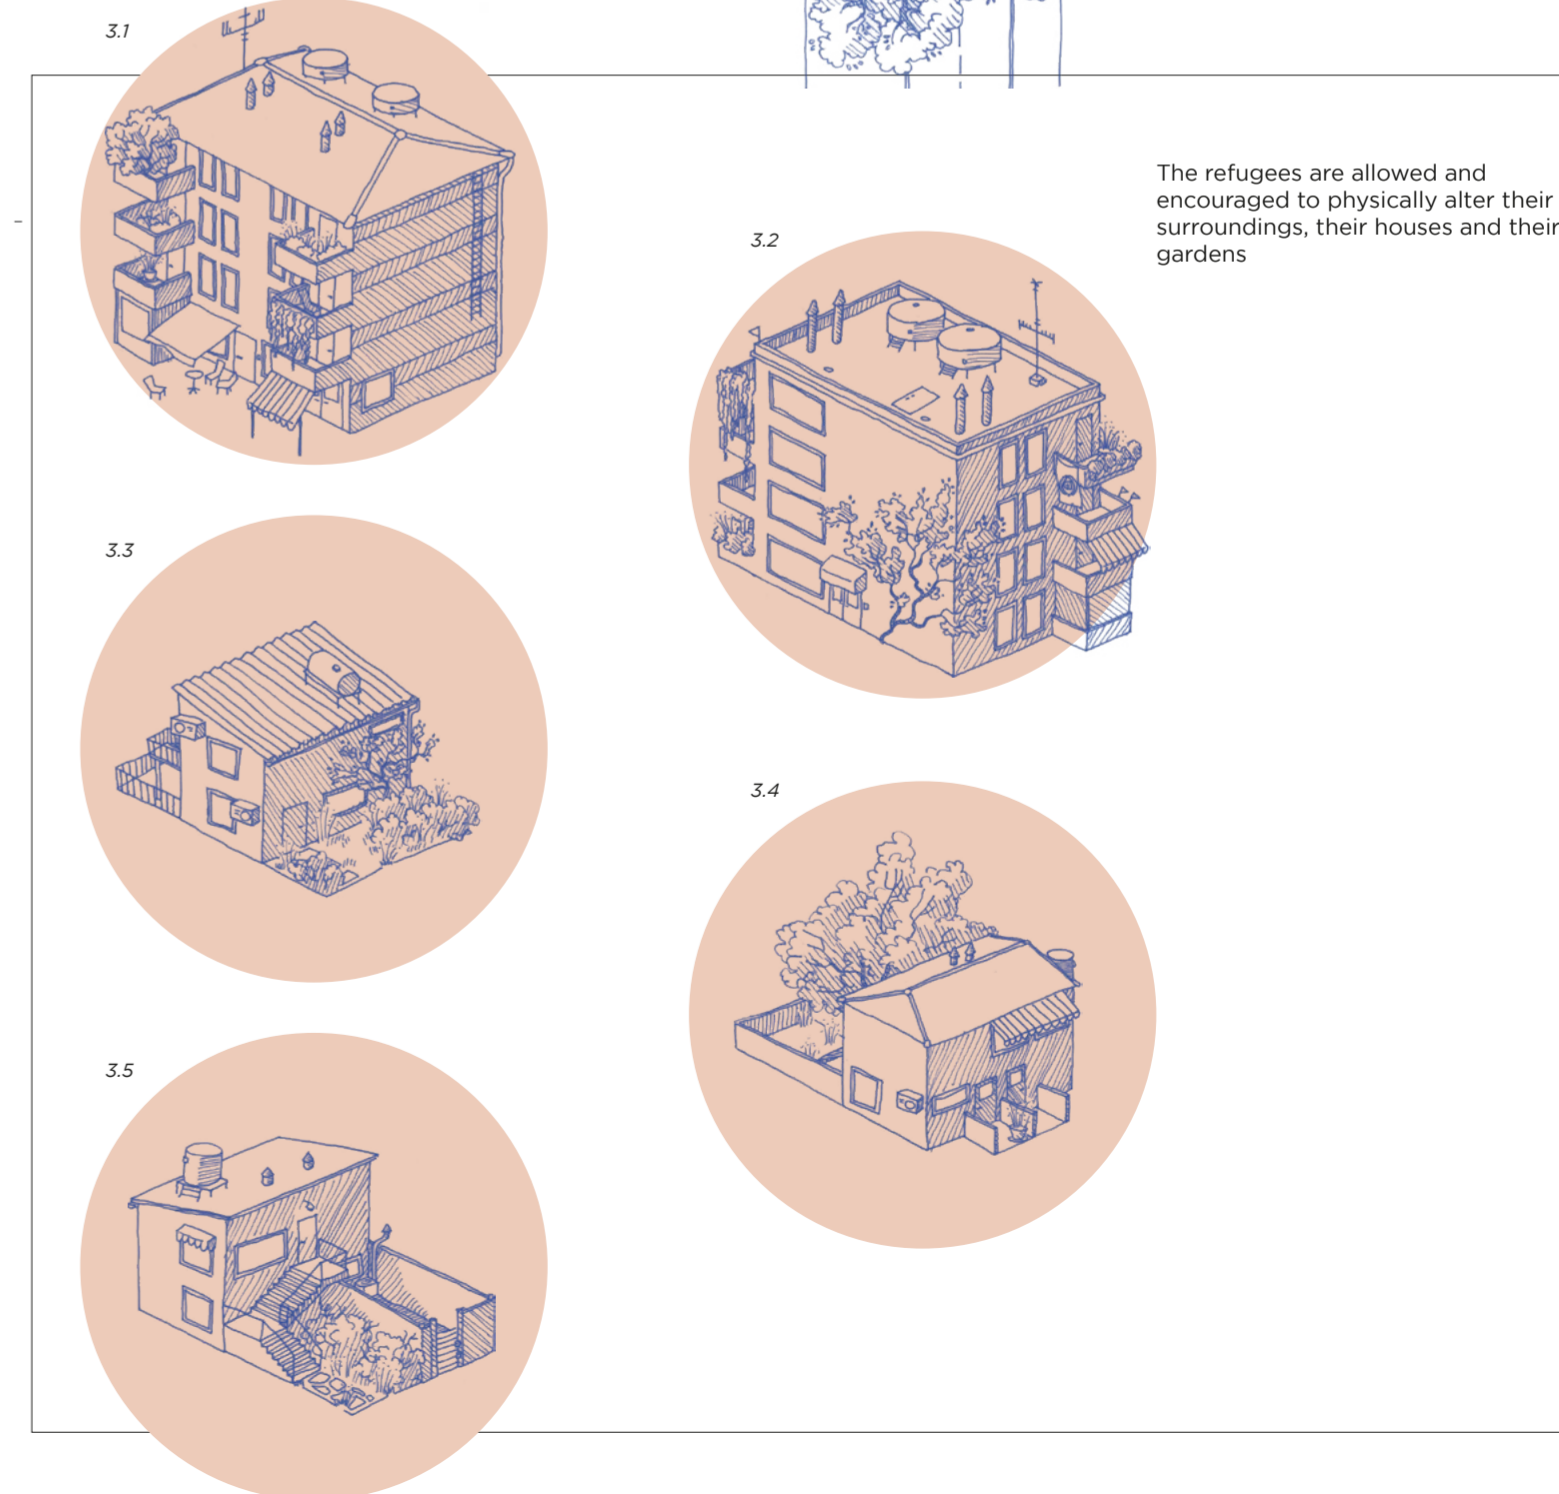 3.1
The refugees are allowed and
encouraged to physically alter their
surroundings, their houses and their
gardens
3.2
3.3
3.4
3.5